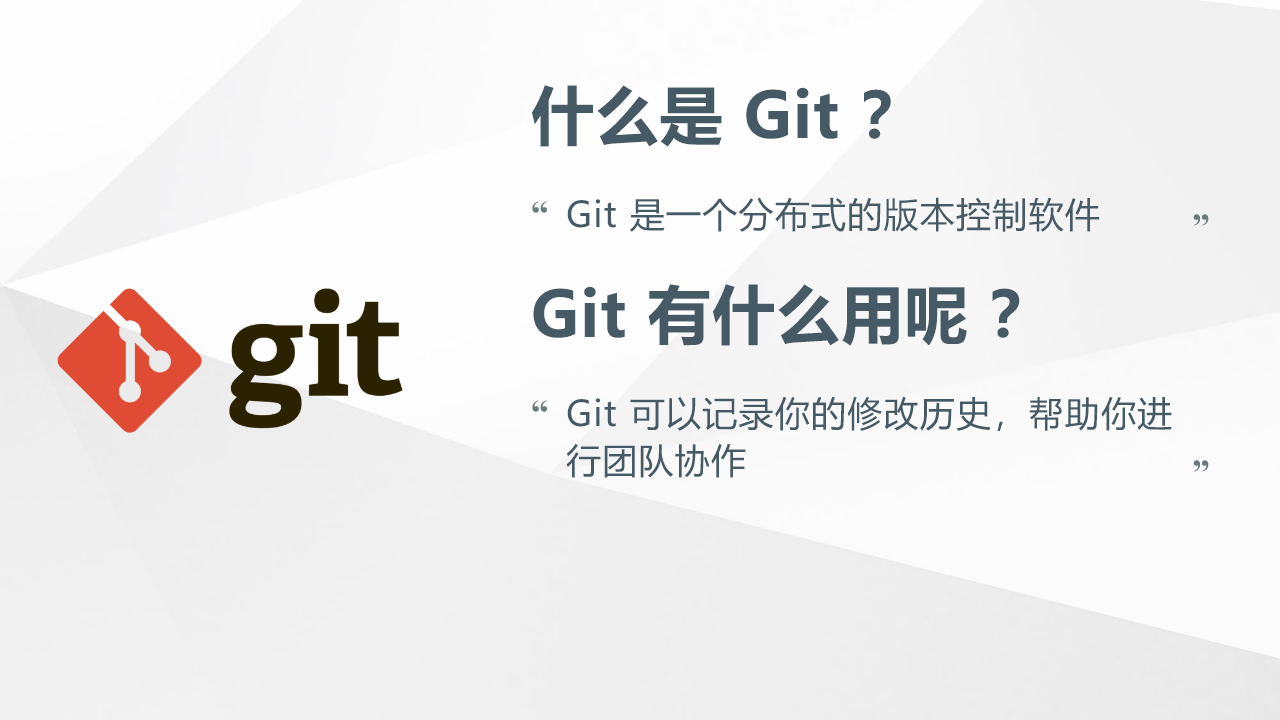 什么是 Git ？
“ Git 是一个分布式的版本控制软件 ”
git
Git 有什么用呢 ？
“ Git 可以记录你的修改历史，帮助你进
行团队协作 ”